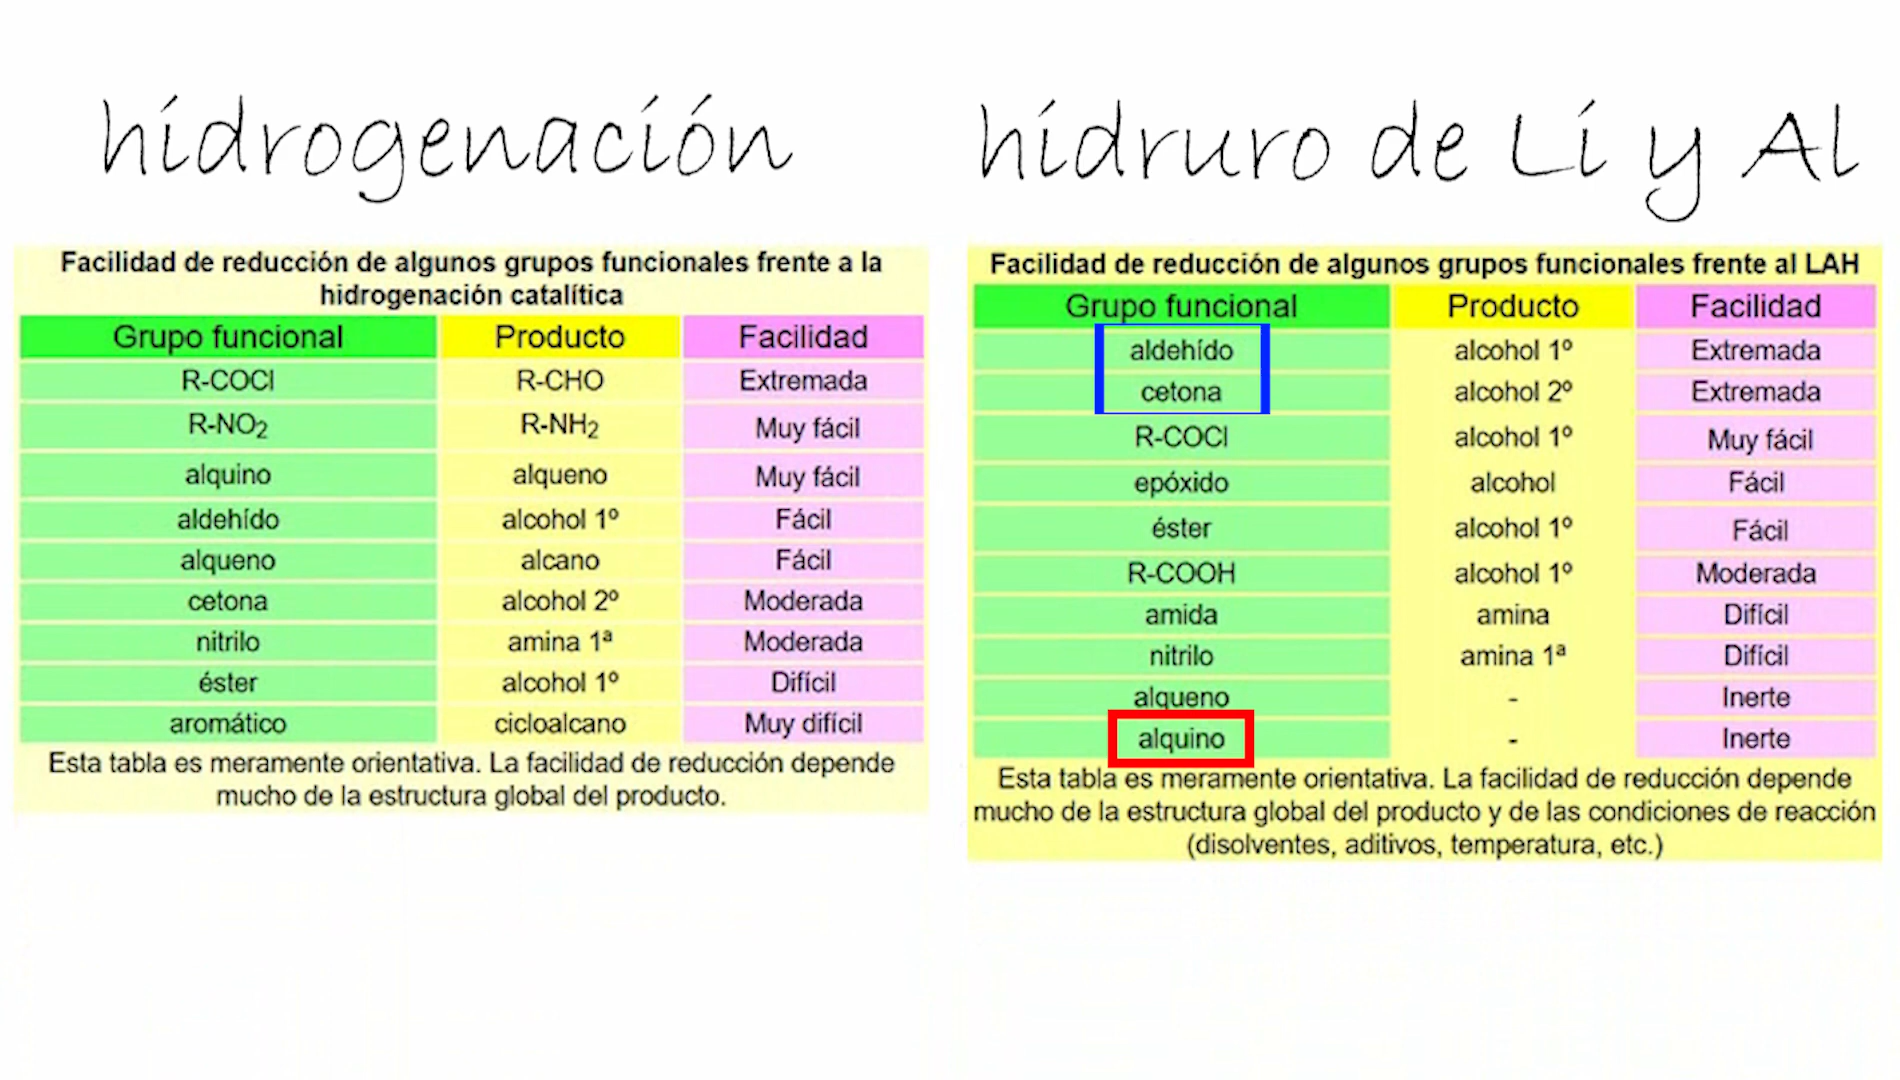 hidrogenación
hidruro de Li y Al
Facilidad de reducción de algunos grupos funcionales frente a la
hidrogenación catalítica
Grupo funcional Producto Facilidad
R-COCl R-CHO Extremada
R-NO2 R-NH2 Muy fácil
alquino alqueno Muy fácil
aldehído alcohol 1º Fácil
alqueno alcano Fácil
cetona alcohol 2º Moderada
nitrilo amina 1ª Moderada
éster alcohol 1º Difícil
aromático cicloalcano Muy difícil
Esta tabla es meramente orientativa. La facilidad de reducción depende
mucho de la estructura global del producto.
Facilidad de reducción de algunos grupos funcionales frente al LAH
Grupo funcional Producto Facilidad
aldehído alcohol 1º Extremada
cetona alcohol 2º Extremada
R-COCl alcohol 1º Muy fácil
epóxido alcohol Fácil
éster alcohol 1º Fácil
R-COOH alcohol 1º Moderada
amida amina Difícil
nitrilo amina 1ª Difícil
alqueno - Inerte
alquino - Inerte
Esta tabla es meramente orientativa. La facilidad de reducción depende
mucho de la estructura global del producto y de las condiciones de reacción
(disolventes, aditivos, temperatura, etc.)